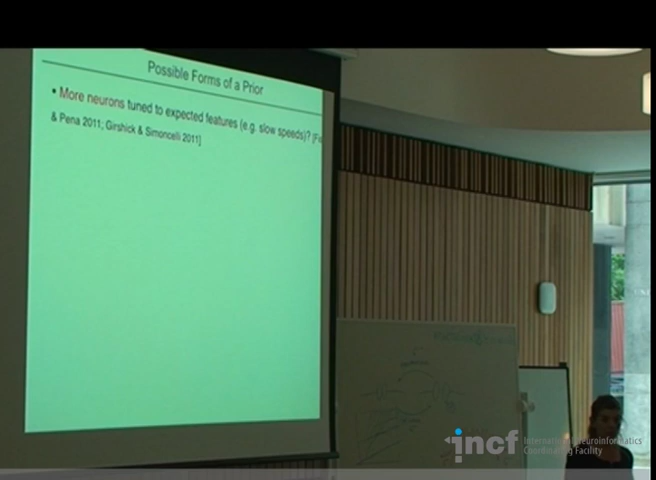 Possible Forms of a Prior
• More neurons tuned to expected features (e.g. slow speeds)? [Fi
& Pena 2011; Girshick & Simoncelli 2011]
incf
International Neuroinformatics
Coordinating Facility